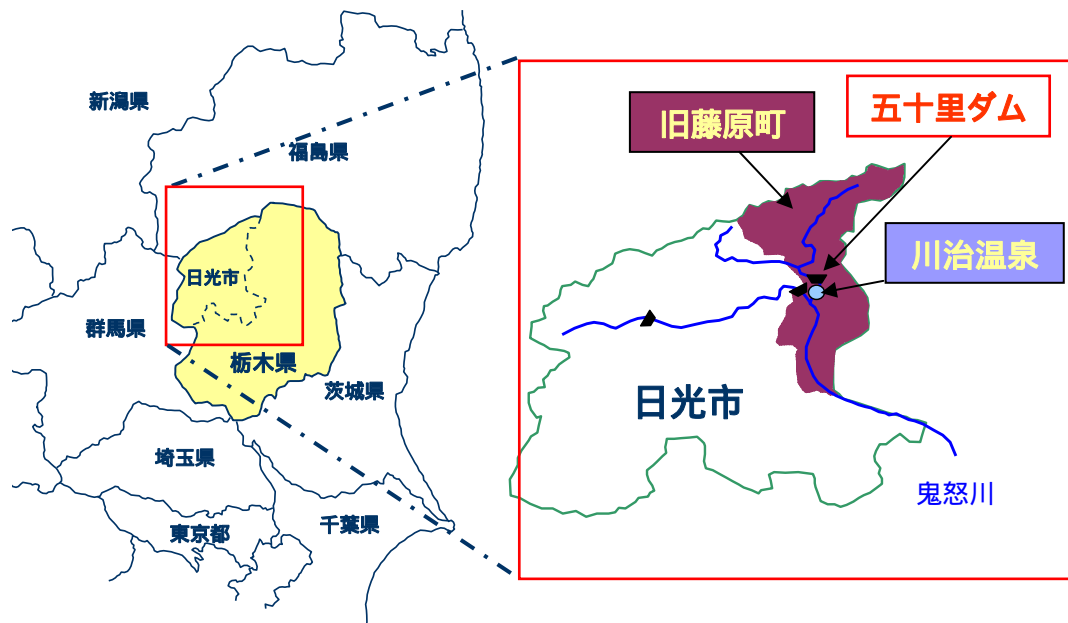 新潟県
福島県
日光市
群馬県
栃木県
茨城県
埼玉県
千葉県
東京都
旧藤原町
五十里ダム
川治温泉
日光市
鬼怒川